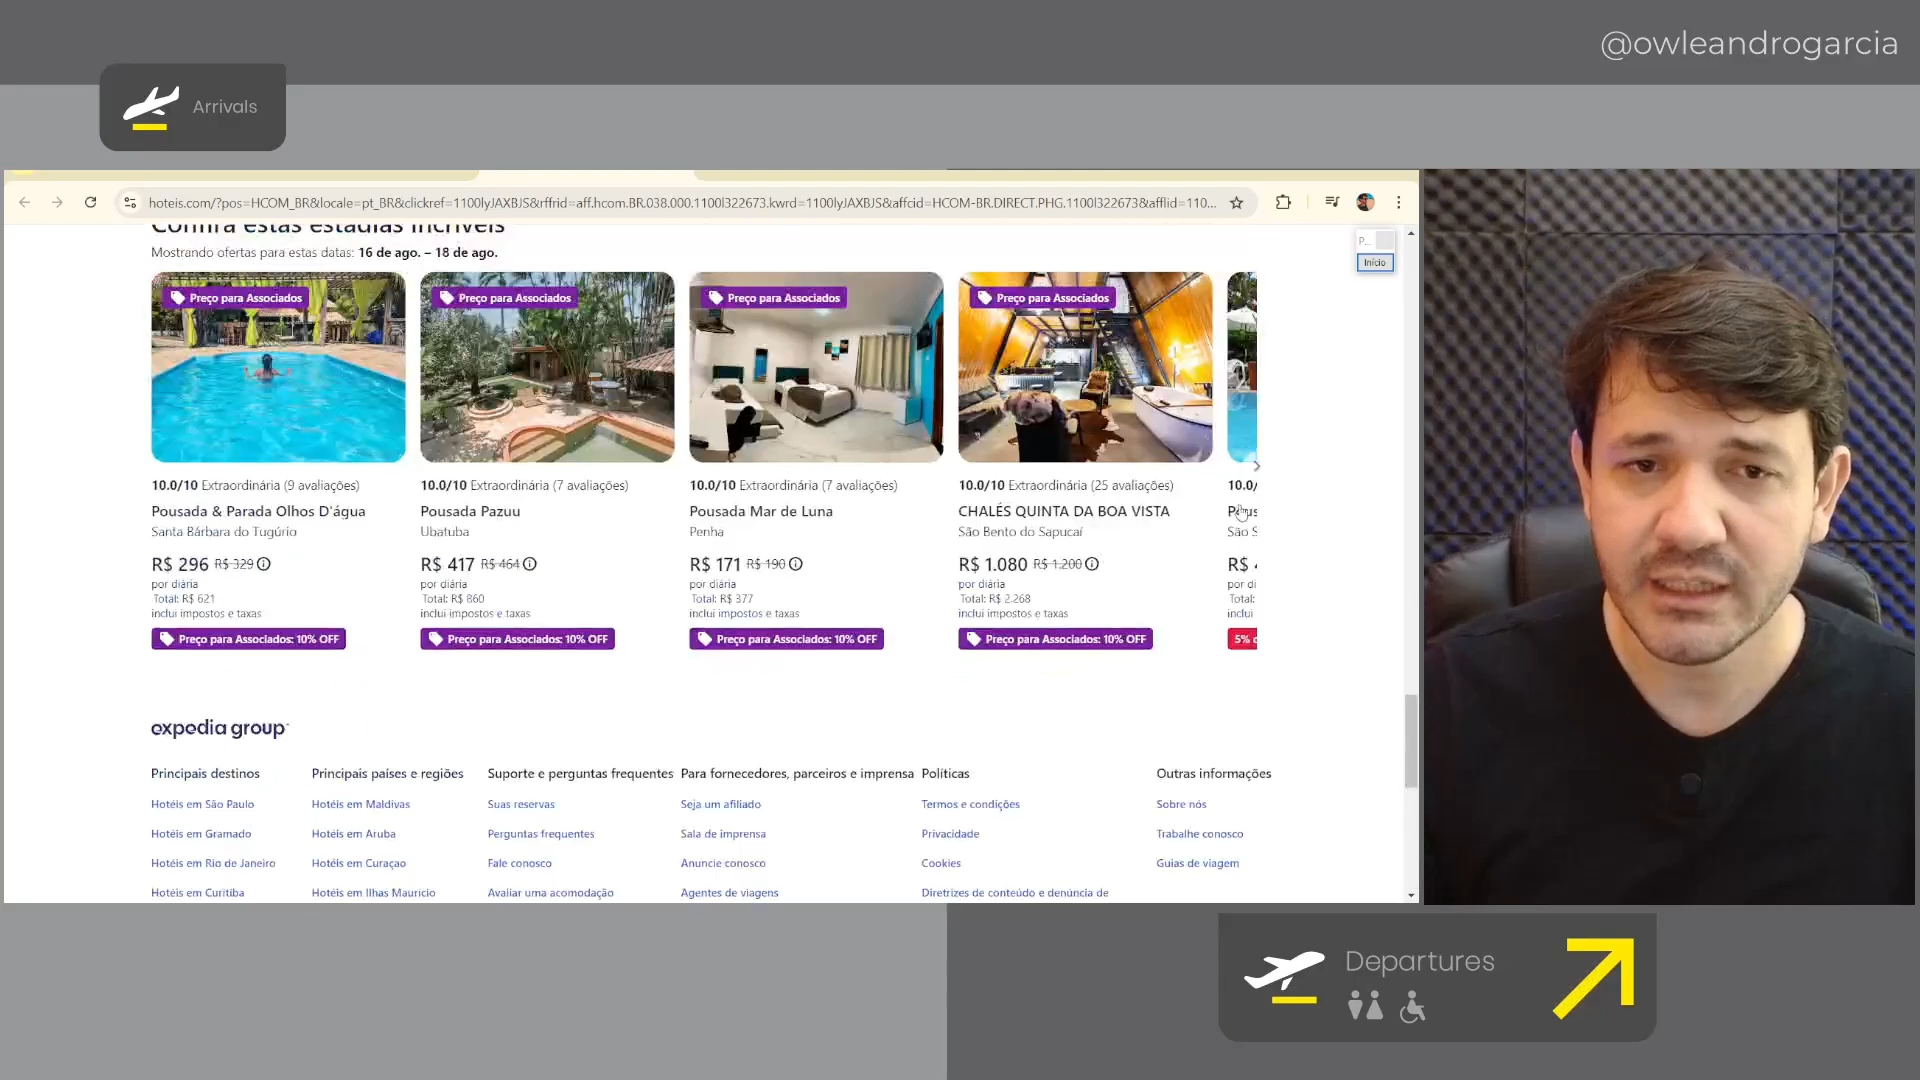 @owleandrogarcia
Arrivals
hoteis.com/?pos=HCOM_BR&locale=pt_BR&clickref=1100lyJAXBJS&rffrid=aff.hcom.BR.038.000.1100l322673.kwrd=1100lyJAXBJS&affcid=HCOM-BR.DIRECT.PHG.1100l322673&afflid=110...
Confira estas estadias incríveis
Mostrando ofertas para estas datas: 16 de ago. – 18 de ago.
P...
Início
Preço para Associados
Preço para Associados
Preço para Associados
Preço para Associados
10.0/10 Extraordinária (9 avaliações)
Pousada & Parada Olhos D'água
Santa Bárbara do Tugúrio
R$ 296 R$ 329
por diária
Total: R$ 621
inclui impostos e taxas
Preço para Associados: 10% OFF
10.0/10 Extraordinária (7 avaliações)
Pousada Pazuu
Ubatuba
R$ 417 R$ 464
por diária
Total: R$ 860
inclui impostos e taxas
Preço para Associados: 10% OFF
10.0/10 Extraordinária (7 avaliações)
Pousada Mar de Luna
Penha
R$ 171 R$ 190
por diária
Total: R$ 377
inclui impostos e taxas
Preço para Associados: 10% OFF
10.0/10 Extraordinária (25 avaliações)
CHALÉS QUINTA DA BOA VISTA
São Bento do Sapucaí
R$ 1.080 R$ 1.200
por diária
Total: R$ 2.268
inclui impostos e taxas
Preço para Associados: 10% OFF
10.0/
São S
R$
por di
Total:
inclui
5%
expedia group
Principais destinos
Hotéis em São Paulo
Hotéis em Gramado
Hotéis em Rio de Janeiro
Hotéis em Curitiba
Principais países e regiões
Hotéis em Maldivas
Hotéis em Aruba
Hotéis em Curaçao
Hotéis em Ilhas Maurício
Suporte e perguntas frequentes
Suas reservas
Perguntas frequentes
Fale conosco
Avaliar uma acomodação
Para fornecedores, parceiros e imprensa
Seja um afiliado
Sala de imprensa
Anuncie conosco
Agentes de viagens
Políticas
Termos e condições
Privacidade
Cookies
Diretrizes de conteúdo e denúncia de
Outras informações
Sobre nós
Trabalhe conosco
Guias de viagem
Departures